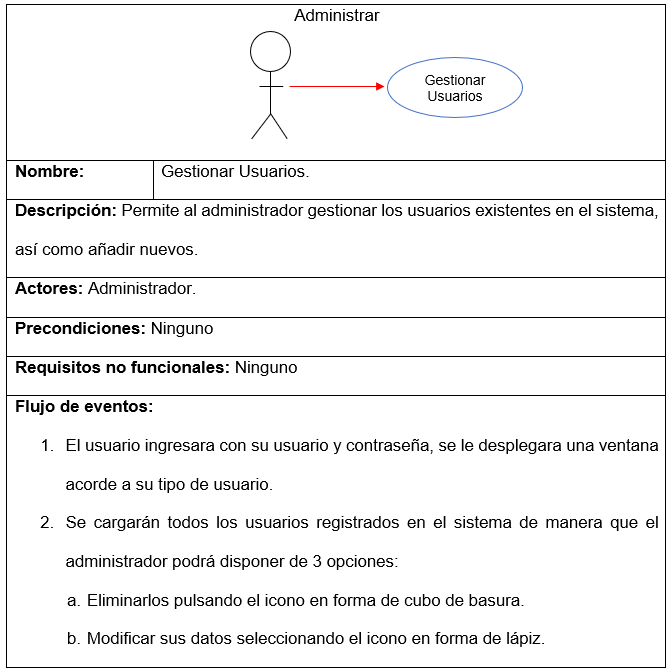 Administrar
Gestionar
Usuarios
Nombre:
Gestionar Usuarios.
Descripción: Permite al administrador gestionar los usuarios existentes en el sistema,
así como añadir nuevos.
Actores: Administrador.
Precondiciones: Ninguno
Requisitos no funcionales: Ninguno
Flujo de eventos:
1. El usuario ingresara con su usuario y contraseña, se le desplegara una ventana
acorde a su tipo de usuario.
2. Se cargarán todos los usuarios registrados en el sistema de manera que el
administrador podrá disponer de 3 opciones:
a. Eliminarlos pulsando el icono en forma de cubo de basura.
b. Modificar sus datos seleccionando el icono en forma de lápiz.